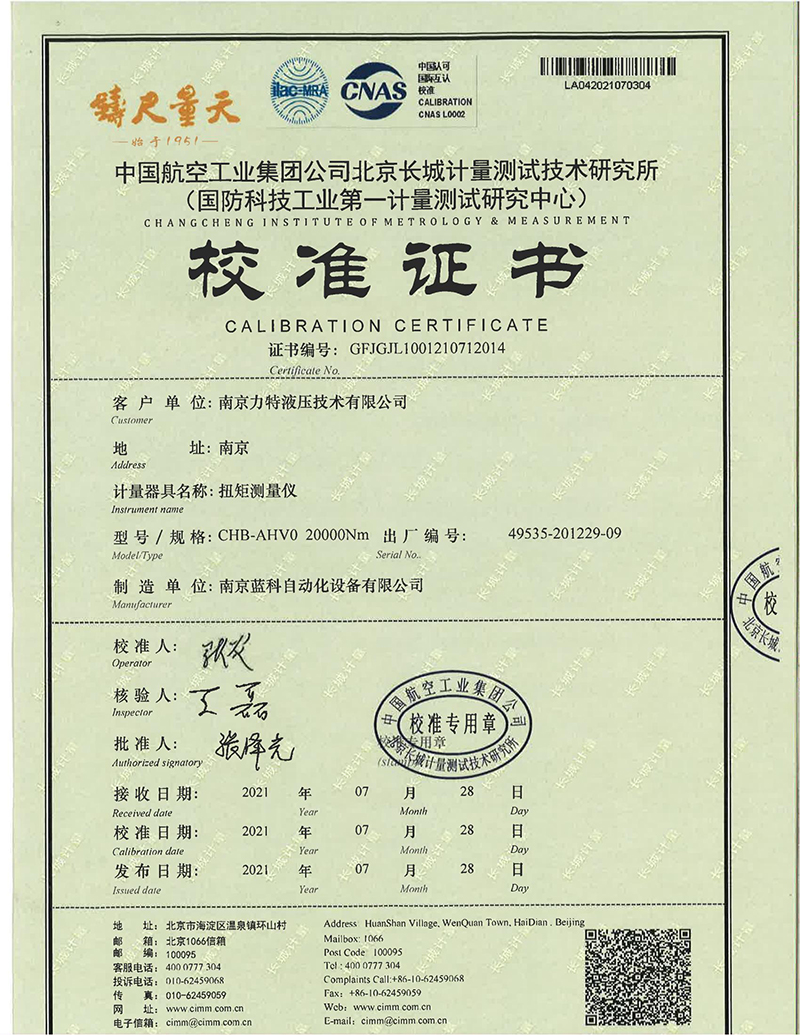 鑄尺量天
始于1951
ilac-MRA
CNAS
中国认可
国际互认
校准
CALIBRATION
CNAS L0002
LA042021070304
中国航空工业集团公司北京长城计量测试技术研究所
（国防科技工业第一计量测试研究中心）
CHANGCHENG INSTITUTE OF METROLOGY & MEASUREMENT
校准证书
CALIBRATION CERTIFICATE
证书编号: GFJGJL1001210712014
Certificate No.
客户单位: 南京力特液压技术有限公司
Customer
地 址: 南京
Address
计量器具名称: 扭矩测量仪
Instrument name
型号/规格: CHB-AHV0 20000Nm 出厂编号: 49535-201229-09
Model/Type Serial No..
制造单位: 南京蓝科自动化设备有限公司
Manufacturer
校准人:
Operator
核验人: 王磊
Inspector
批准人: 张泽光
Authorized signatory
中国航空工业集团公司
校准专用章
北京长城计量测试技术研究所
中国航空
校
北京长城
接收日期: 2021 年 07 月 28 日
Received date Year Month Day
校准日期: 2021 年 07 月 28 日
Calibration date Year Month Day
发布日期: 2021 年 07 月 28 日
Issued date Year Month Day
地 址: 北京市海淀区温泉镇环山村
邮 箱: 北京1066信箱
邮 编: 100095
客服电话: 400 0777 304
投诉电话: 010-62459068
传 真: 010-62459059
网 址: www.cimm.com.cn
电子信箱: cimm@cimm.com.cn
Address HuanShan Village, WenQuan Town, HaiDian . Beijing
Mailbox: 1066
Post Code 100095
Tel : 400 0777 304
Complaints Call:+86-10-62459068
Fax: +86-10-62459059
Web: www.cimm.com.cn
E-mail: cimm@cimm.com.cn